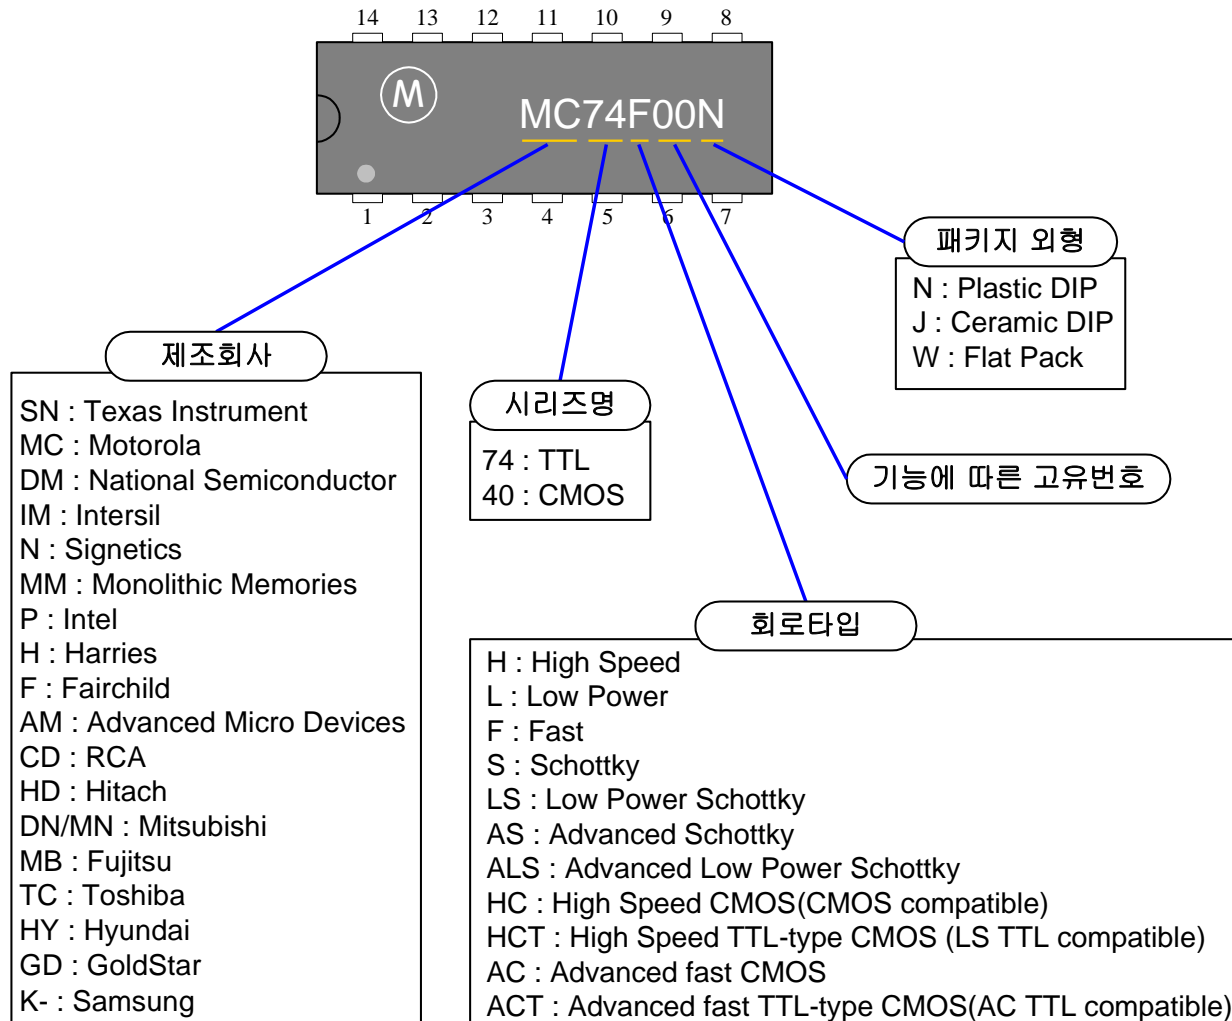 14 13 12 11 10 9 8
M
MC74F00N
1 2 3 4 5 6 7
패키지 외형
N : Plastic DIP
J : Ceramic DIP
W : Flat Pack
제조회사
SN : Texas Instrument
MC : Motorola
DM : National Semiconductor
IM : Intersil
N : Signetics
MM : Monolithic Memories
P : Intel
H : Harries
F : Fairchild
AM : Advanced Micro Devices
CD : RCA
HD : Hitach
DN/MN : Mitsubishi
MB : Fujitsu
TC : Toshiba
HY : Hyundai
GD : GoldStar
K- : Samsung
시리즈명
74 : TTL
40 : CMOS
기능에 따른 고유번호
회로타입
H : High Speed
L : Low Power
F : Fast
S : Schottky
LS : Low Power Schottky
AS : Advanced Schottky
ALS : Advanced Low Power Schottky
HC : High Speed CMOS(CMOS compatible)
HCT : High Speed TTL-type CMOS (LS TTL compatible)
AC : Advanced fast CMOS
ACT : Advanced fast TTL-type CMOS(AC TTL compatible)